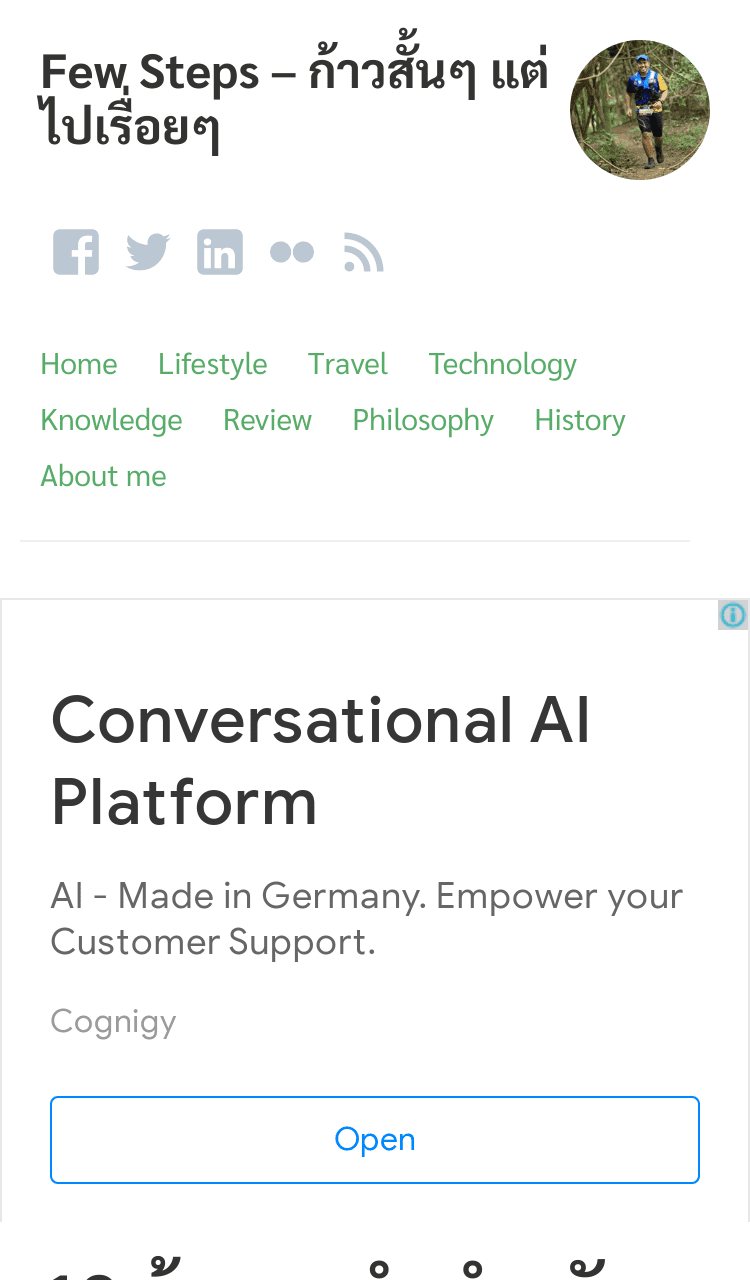 Few Steps – ก้าวสั้นๆ แต่
ไปเรื่อยๆ
Home Lifestyle Travel Technology
Knowledge Review Philosophy History
About me
Conversational AI
Platform
AI - Made in Germany. Empower your
Customer Support.
Cognigy
Open